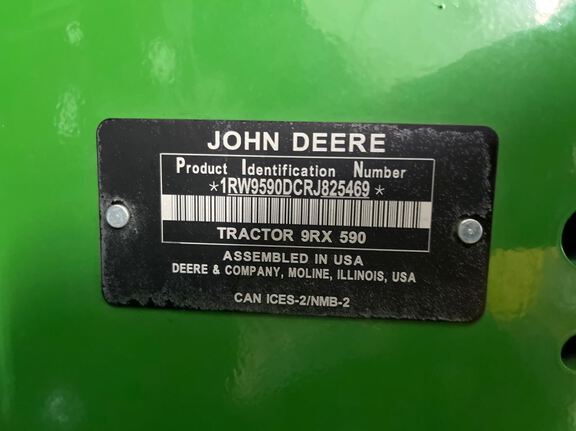 JOHN DEERE
Product Identification Number
*1RW9590DCRJ825469*
TRACTOR 9RX 590
ASSEMBLED IN USA
DEERE & COMPANY, MOLINE, ILLINOIS, USA
CAN ICES-2/NMB-2